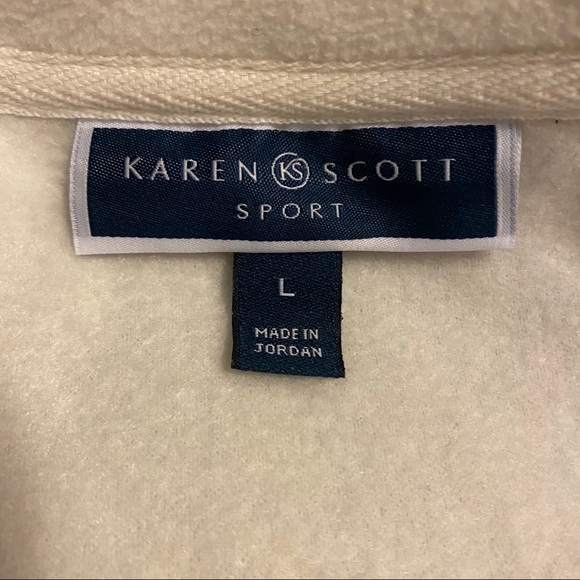 KAREN KS SCOTT
SPORT
L
MADE IN
JORDAN